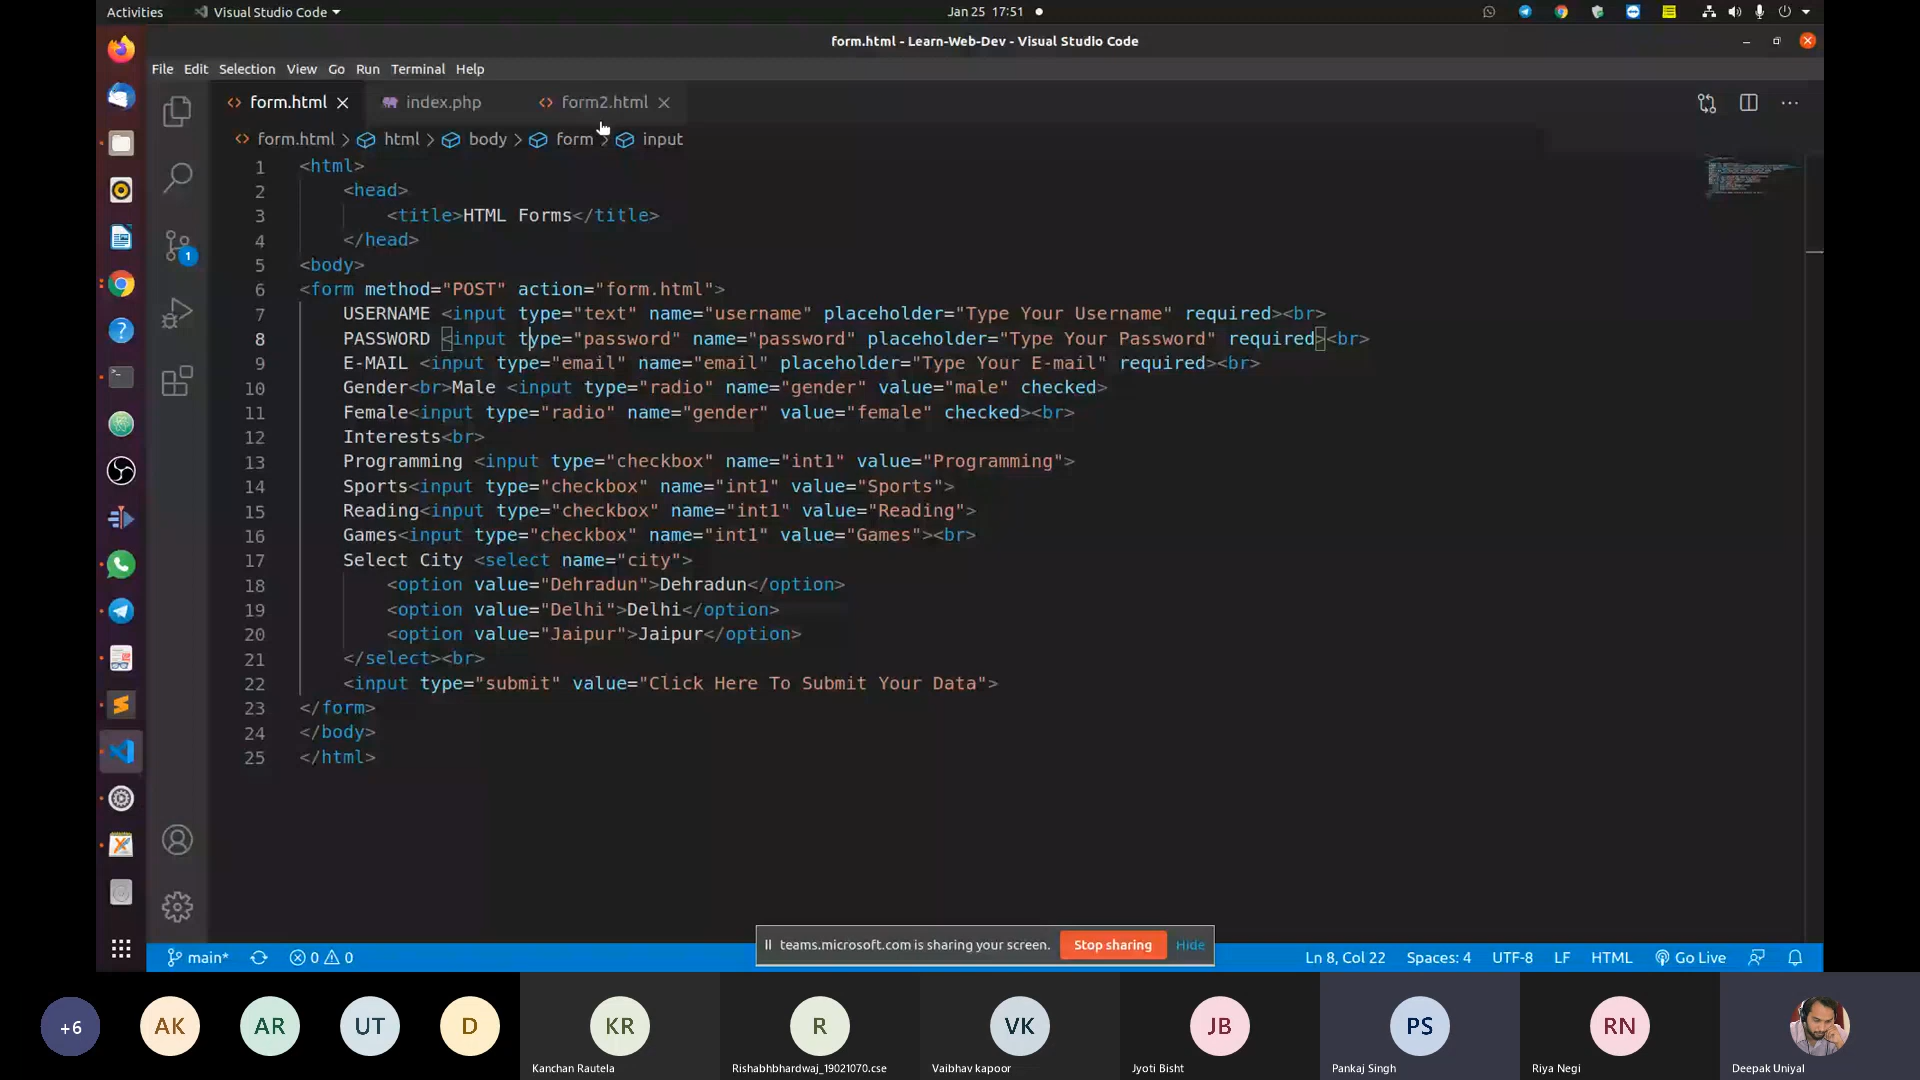 Activities
Visual Studio Code
Jan 25 17:51
form.html - Learn-Web-Dev - Visual Studio Code
File Edit Selection View Go Run Terminal Help
form.html
index.php
form2.html
form.html > html > body > form > input
1 <html>
2 <head>
3 <title>HTML Forms</title>
4 </head>
5 <body>
6 <form method="POST" action="form.html">
7 USERNAME <input type="text" name="username" placeholder="Type Your Username" required><br>
8 PASSWORD <input type="password" name="password" placeholder="Type Your Password" required><br>
9 E-MAIL <input type="email" name="email" placeholder="Type Your E-mail" required><br>
10 Gender<br>Male <input type="radio" name="gender" value="male" checked>
11 Female<input type="radio" name="gender" value="female" checked><br>
12 Interests<br>
13 Programming <input type="checkbox" name="int1" value="Programming">
14 Sports<input type="checkbox" name="int1" value="Sports">
15 Reading<input type="checkbox" name="int1" value="Reading">
16 Games<input type="checkbox" name="int1" value="Games"><br>
17 Select City <select name="city">
18 <option value="Dehradun">Dehradun</option>
19 <option value="Delhi">Delhi</option>
20 <option value="Jaipur">Jaipur</option>
21 </select><br>
22 <input type="submit" value="Click Here To Submit Your Data">
23 </form>
24 </body>
25 </html>
1
teams.microsoft.com is sharing your screen. Stop sharing Hide
main* 0 0 Ln 8, Col 22 Spaces: 4 UTF-8 LF HTML Go Live
+6 AK AR UT D KR R VK JB PS RN
Kanchan Rautela Rishabhbhardwaj_19021070.cse Vaibhav kapoor Jyoti Bisht Pankaj Singh Riya Negi Deepak Uniyal